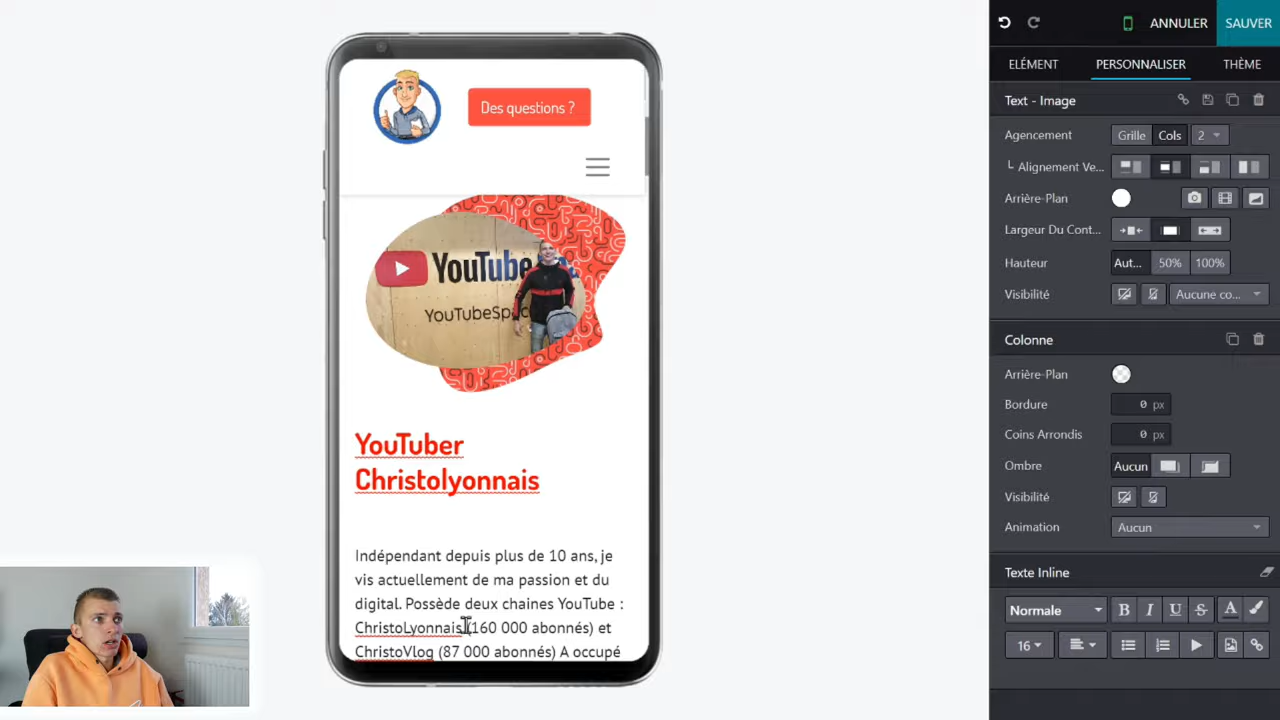 ANNULER
SAUVER
ELÉMENT
PERSONNALISER
THÈME
Des questions ?
YouTube
YouTubeSpac
YouTuber
Christolyonnais
Indépendant depuis plus de 10 ans, je
vis actuellement de ma passion et du
digital. Possède deux chaines YouTube :
ChristoLyonnais (160 000 abonnés) et
ChristoVlog (87 000 abonnés) A occupé
Text - Image
Agencement
Grille
Cols
2
└ Alignement Ve...
Arrière-Plan
Largeur Du Cont...
Hauteur
Aut...
50%
100%
Visibilité
Aucune co...
Colonne
Arrière-Plan
Bordure
0 px
Coins Arrondis
0 px
Ombre
Aucun
Visibilité
Animation
Aucun
Texte Inline
Normale
B I U S A
16